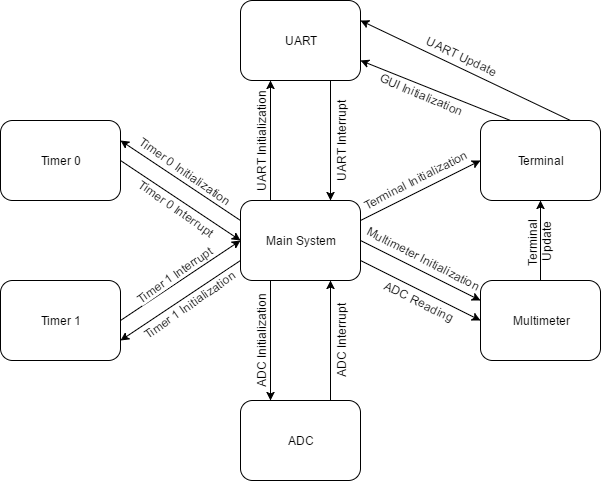 UART
UART Update
GUI Initialization
UART Initialization
UART Interrupt
Timer 0
Timer 0 Initialization
Timer 0 Interrupt
Terminal Initialization
Terminal
Main System
Multimeter Initialization
ADC Reading
Terminal
Update
Timer 1 Interrupt
Timer 1 Initialization
Timer 1
Multimeter
ADC Initialization
ADC Interrupt
ADC